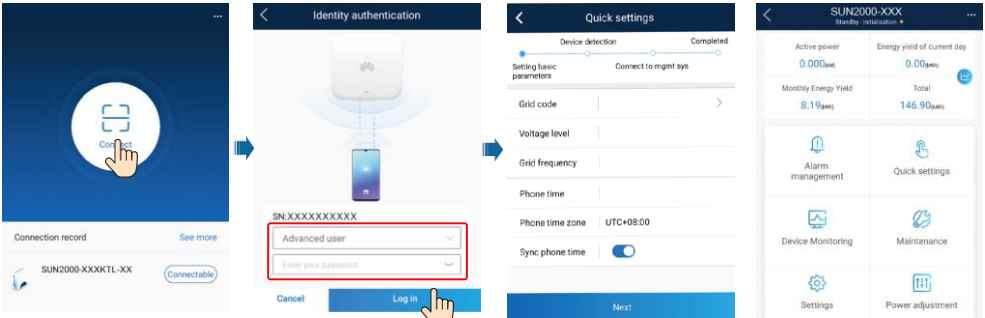 ...
Connect
Connection record
See more
SUN2000-XXXKTL-XX
Connectable
Identity authentication
SN:XXXXXXXXXX
Advanced user
Enter your password
Cancel
Log in
Quick settings
Device detection
Completed
Setting basic
parameters
Connect to mgmt sys
Grid code
Voltage level
Grid frequency
Phone time
Phone time zone
UTC+08:00
Sync phone time
Next
SUN2000-XXX
Standby: initialization
...
Active power
0.000(kW)
Energy yield of current day
0.00(kWh)
Monthly Energy Yield
8.19(kWh)
Total
146.90(kWh)
Alarm
management
Quick settings
Device Monitoring
Maintenance
Settings
Power adjustment